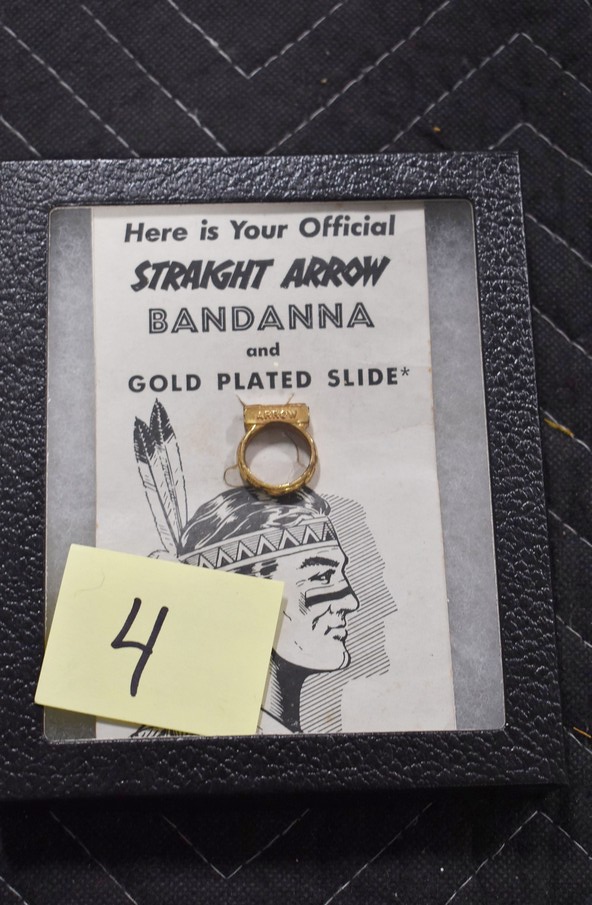 Here is Your Official
STRAIGHT ARROW
BANDANNA
and
GOLD PLATED SLIDE*
ARROW
4